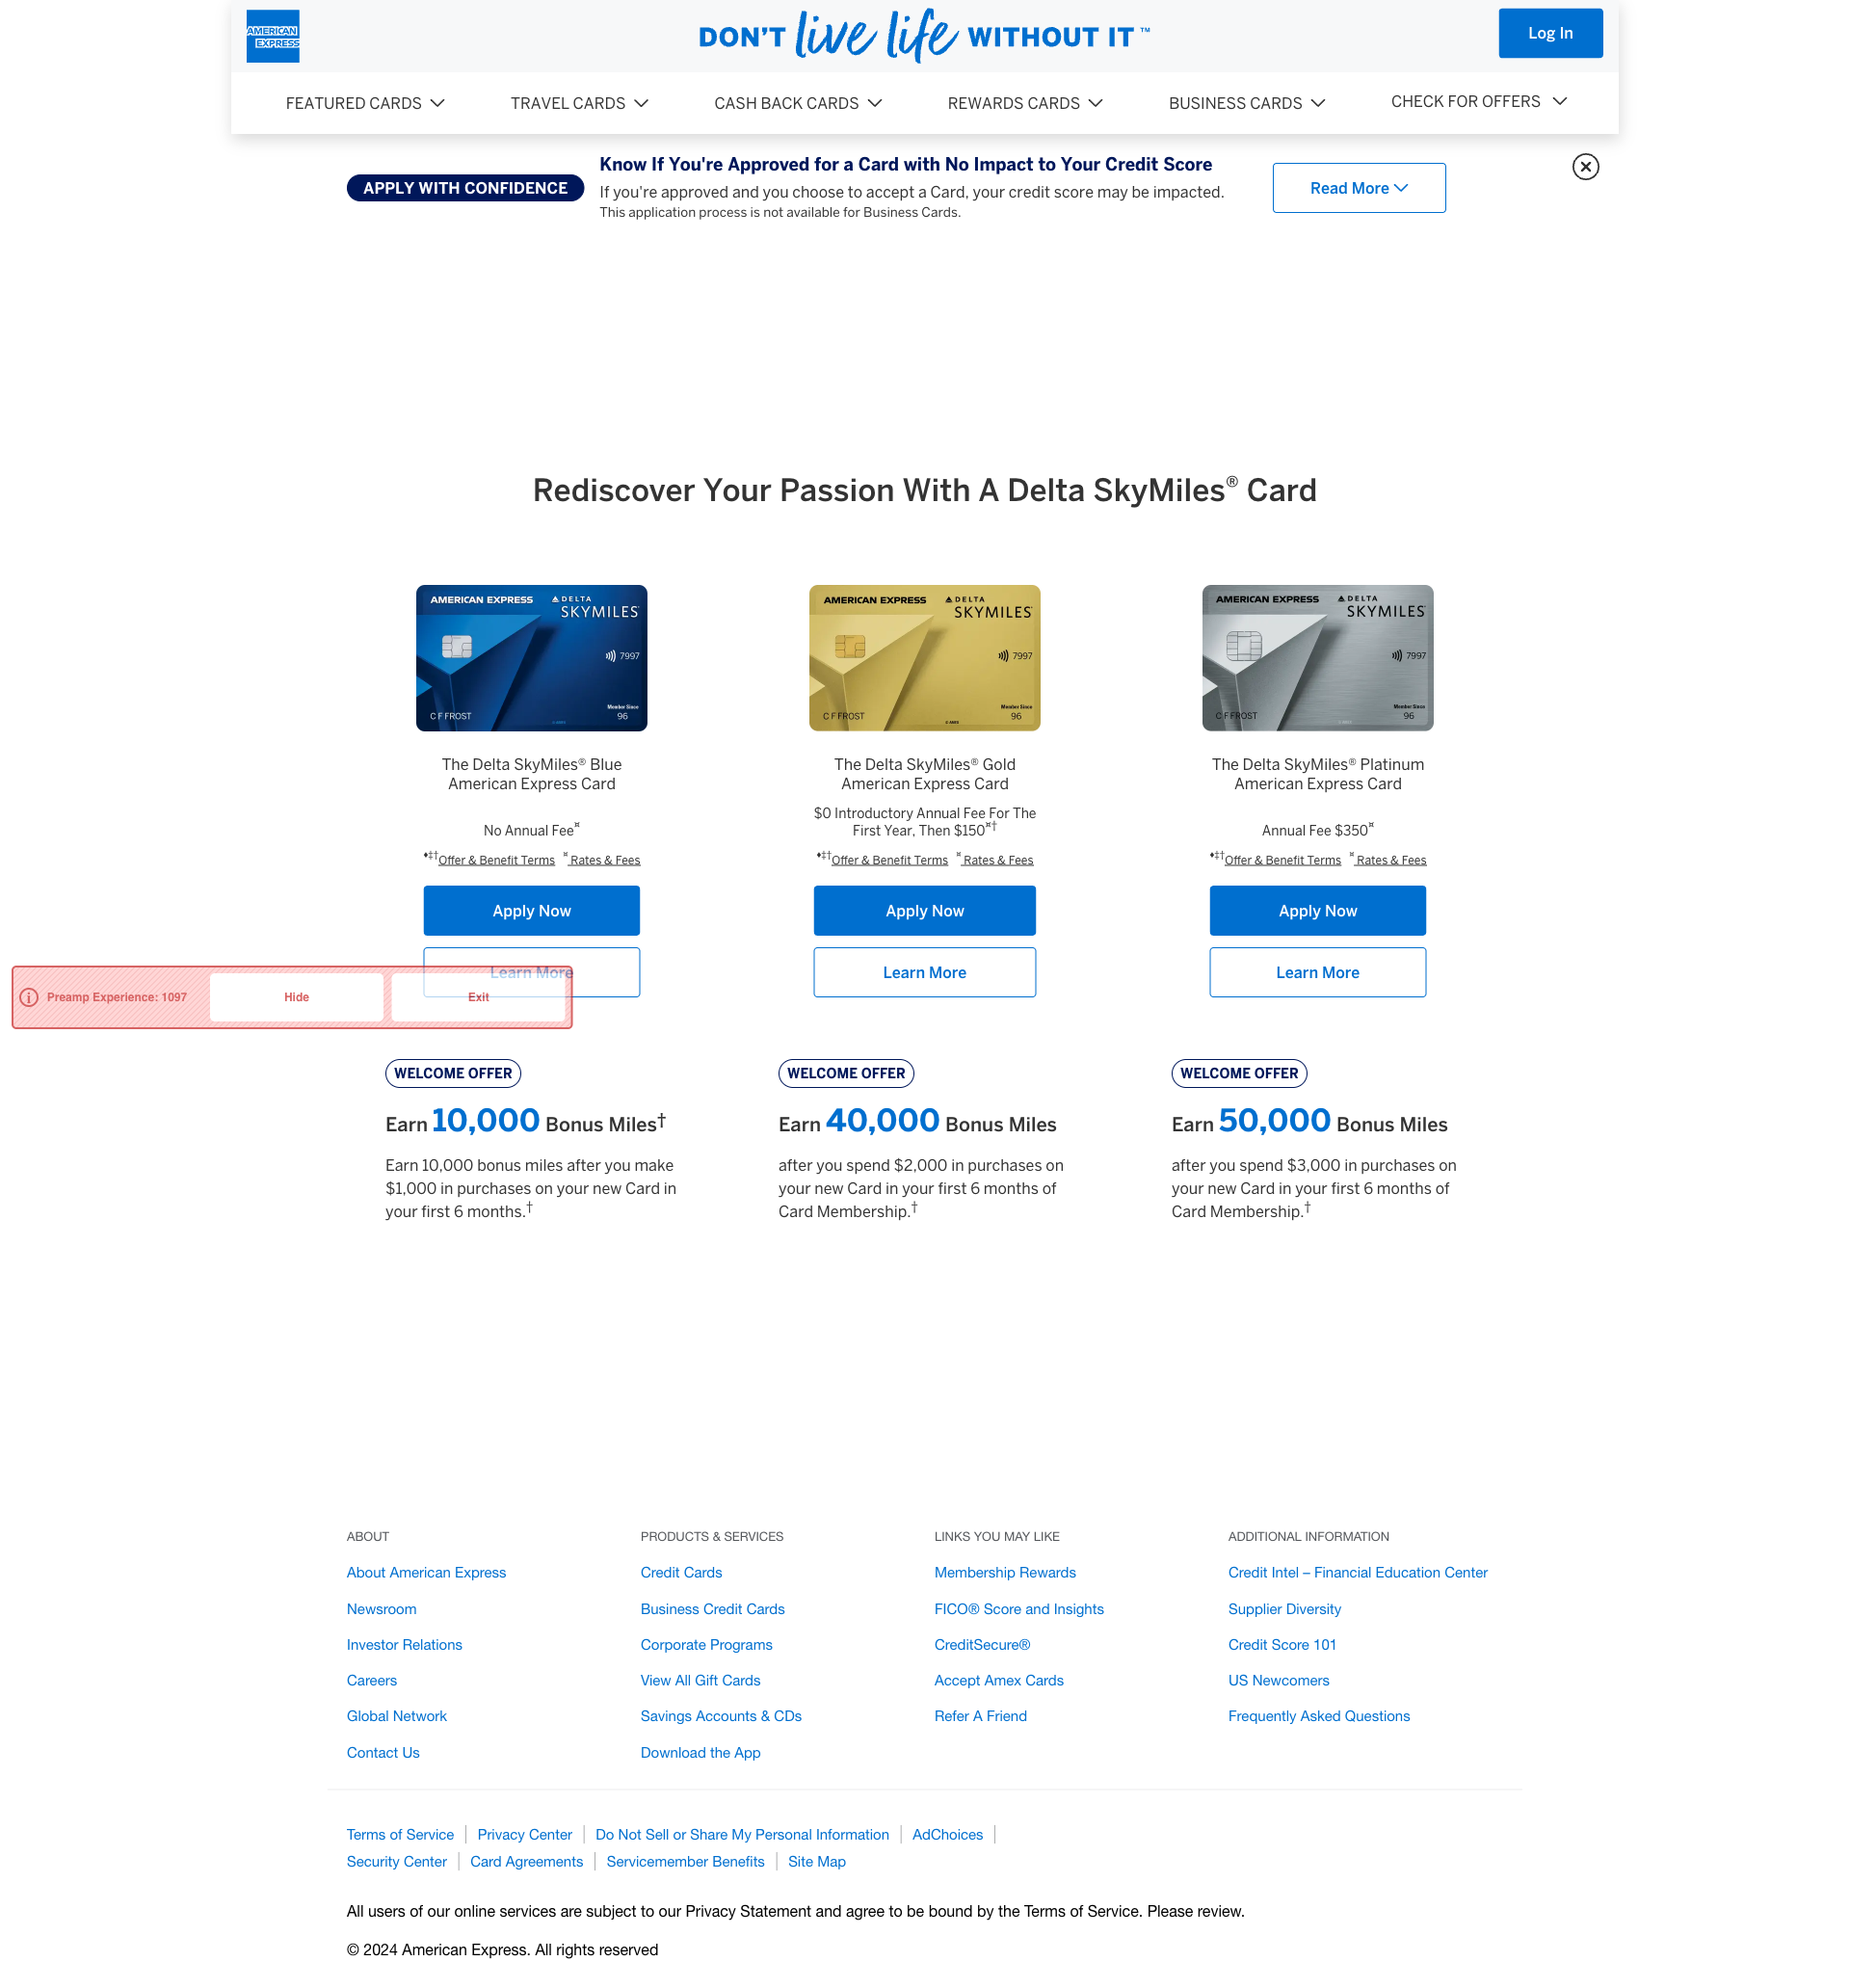 AMERICAN
EXPRESS
DON'T live life WITHOUT IT ™
Log In
FEATURED CARDS
TRAVEL CARDS
CASH BACK CARDS
REWARDS CARDS
BUSINESS CARDS
CHECK FOR OFFERS
APPLY WITH CONFIDENCE
Know If You're Approved for a Card with No Impact to Your Credit Score
If you're approved and you choose to accept a Card, your credit score may be impacted.
This application process is not available for Business Cards.
Read More
Rediscover Your Passion With A Delta SkyMiles® Card
AMERICAN EXPRESS
DELTA
SKYMILES
7997
Member Since
C F FROST
96
The Delta SkyMiles® Blue
American Express Card
No Annual Fee¤
♦‡†Offer & Benefit Terms ¤ Rates & Fees
Apply Now
Learn More
AMERICAN EXPRESS
DELTA
SKYMILES
7997
Member Since
C F FROST
96
The Delta SkyMiles® Gold
American Express Card
$0 Introductory Annual Fee For The
First Year, Then $150¤†
♦‡†Offer & Benefit Terms ¤ Rates & Fees
Apply Now
Learn More
AMERICAN EXPRESS
DELTA
SKYMILES
7997
Member Since
C F FROST
96
The Delta SkyMiles® Platinum
American Express Card
Annual Fee $350¤
♦‡†Offer & Benefit Terms ¤ Rates & Fees
Apply Now
Learn More
Preamp Experience: 1097
Hide
Exit
WELCOME OFFER
Earn 10,000 Bonus Miles†
Earn 10,000 bonus miles after you make
$1,000 in purchases on your new Card in
your first 6 months.†
WELCOME OFFER
Earn 40,000 Bonus Miles
after you spend $2,000 in purchases on
your new Card in your first 6 months of
Card Membership.†
WELCOME OFFER
Earn 50,000 Bonus Miles
after you spend $3,000 in purchases on
your new Card in your first 6 months of
Card Membership.†
ABOUT
About American Express
Newsroom
Investor Relations
Careers
Global Network
Contact Us
PRODUCTS & SERVICES
Credit Cards
Business Credit Cards
Corporate Programs
View All Gift Cards
Savings Accounts & CDs
Download the App
LINKS YOU MAY LIKE
Membership Rewards
FICO® Score and Insights
CreditSecure®
Accept Amex Cards
Refer A Friend
ADDITIONAL INFORMATION
Credit Intel – Financial Education Center
Supplier Diversity
Credit Score 101
US Newcomers
Frequently Asked Questions
Terms of Service
Privacy Center
Do Not Sell or Share My Personal Information
AdChoices
Security Center
Card Agreements
Servicemember Benefits
Site Map
All users of our online services are subject to our Privacy Statement and agree to be bound by the Terms of Service. Please review.
© 2024 American Express. All rights reserved